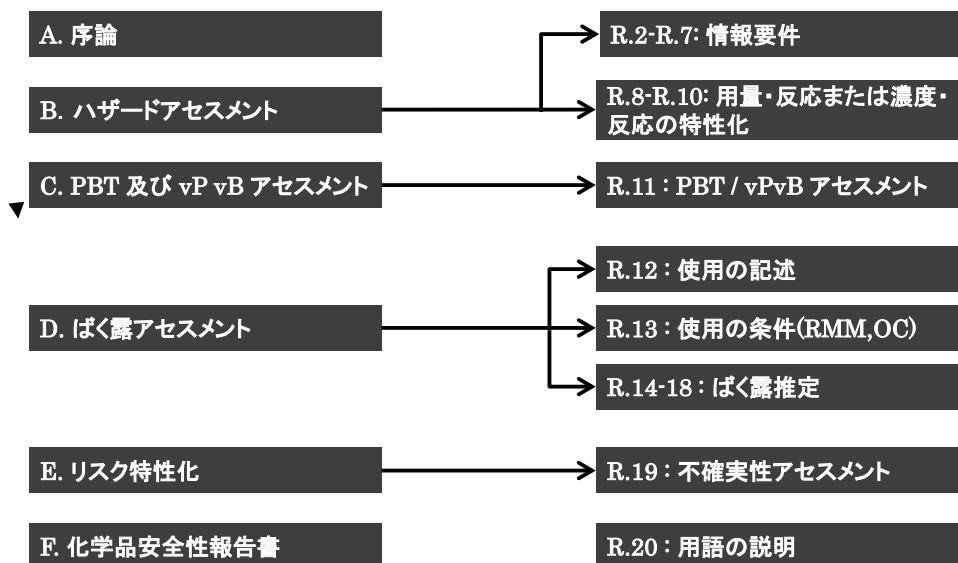 A. 序論
R.2-R.7: 情報要件
B. ハザードアセスメント
R.8-R.10: 用量・反応または濃度・
反応の特性化
C. PBT 及び vP vB アセスメント
R.11 : PBT / vPvB アセスメント
R.12 : 使用の記述
D. ばく露アセスメント
R.13 : 使用の条件(RMM,OC)
R.14-18 : ばく露推定
E. リスク特性化
R.19 : 不確実性アセスメント
F. 化学品安全性報告書
R.20 : 用語の説明